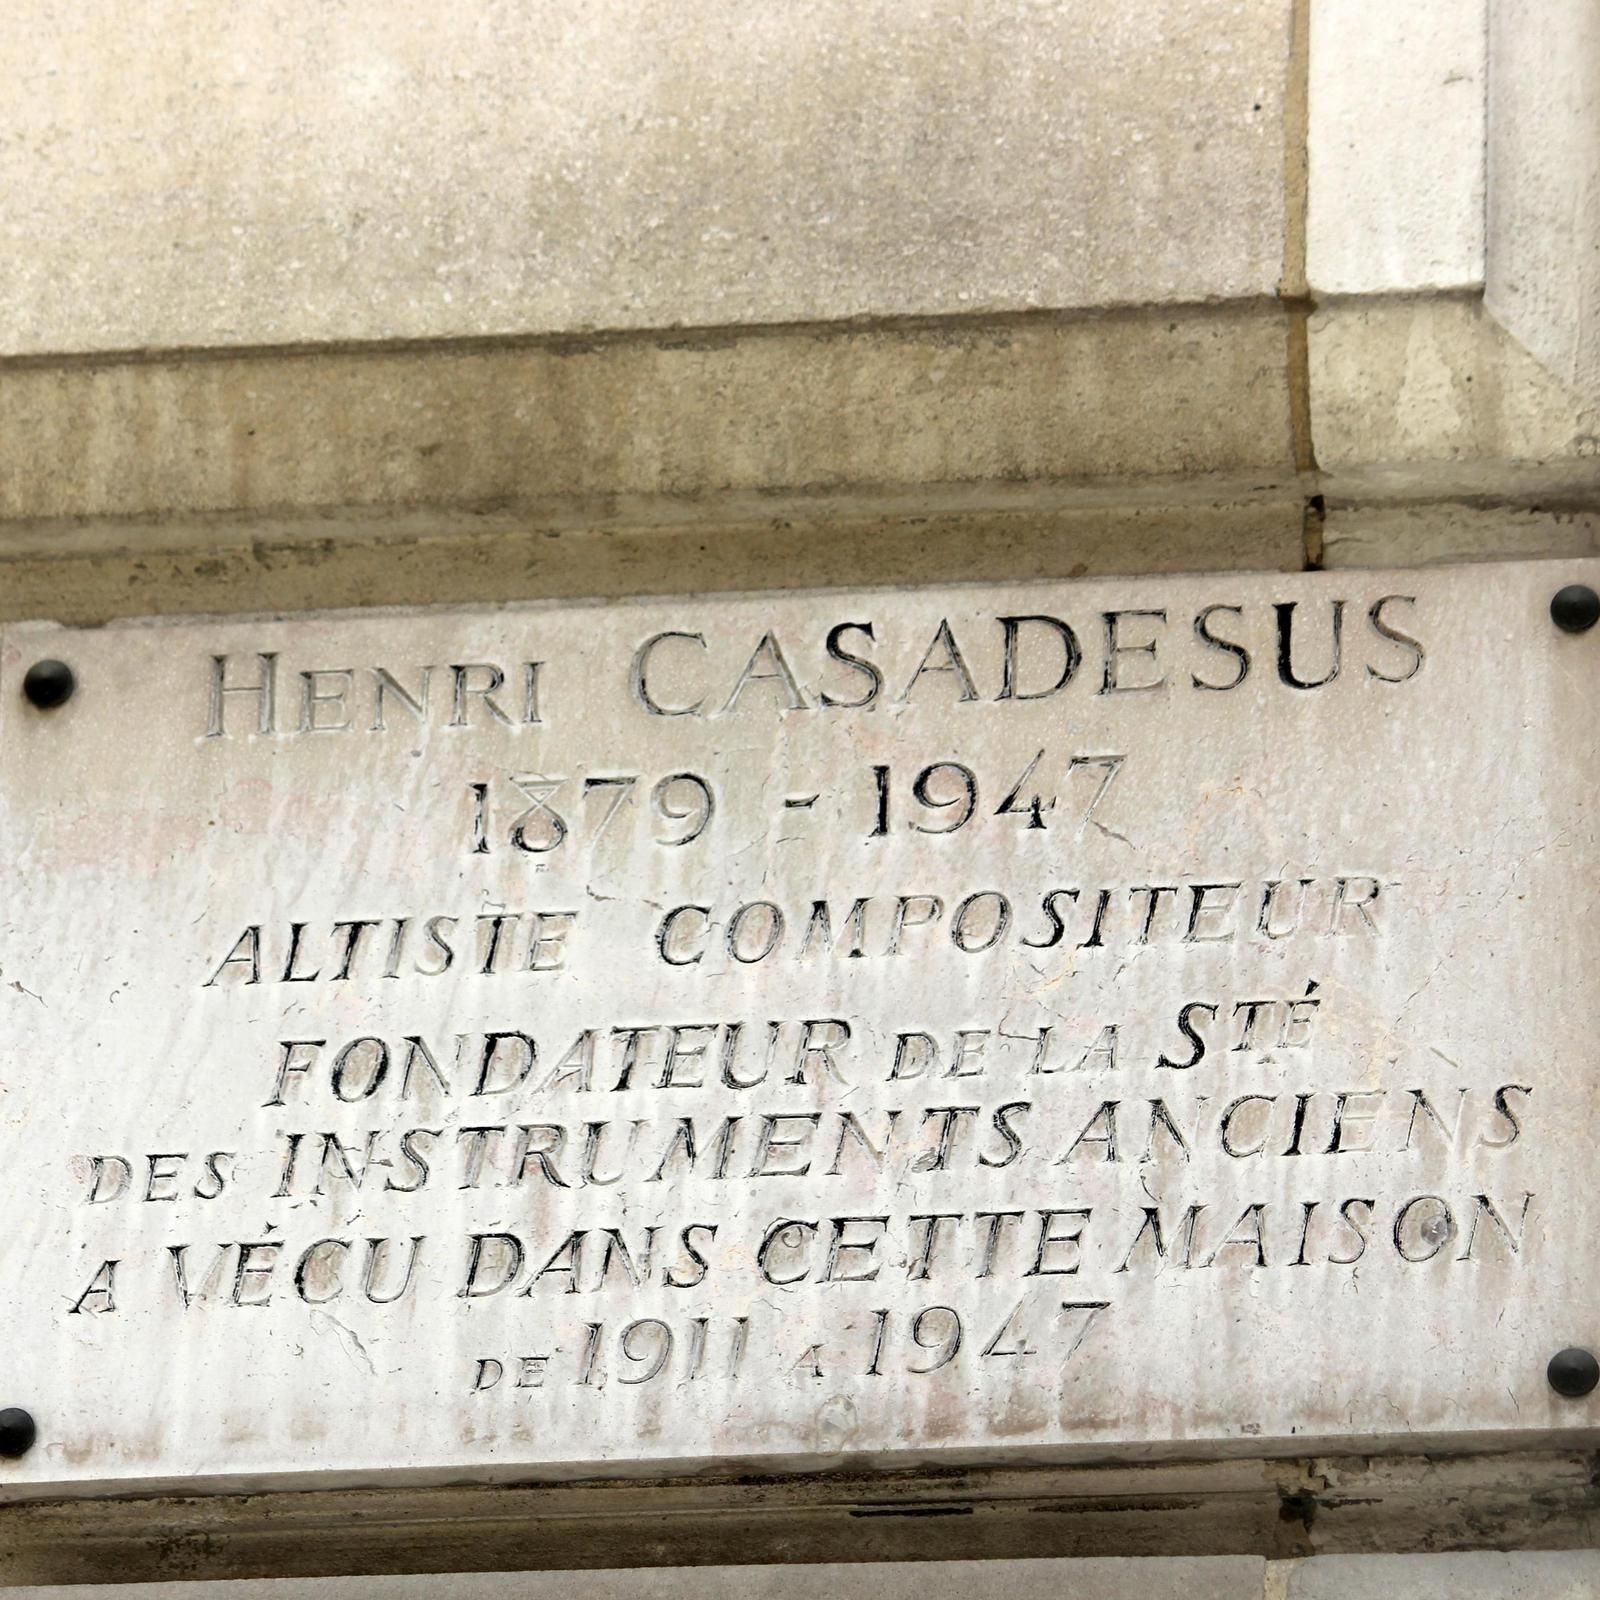 HENRI CASADESUS
1879 - 1947
ALTISTE COMPOSITEUR
FONDATEUR DE LA STÉ
DES INSTRUMENTS ANCIENS
A VÉCU DANS CETTE MAISON
DE 1911 A 1947